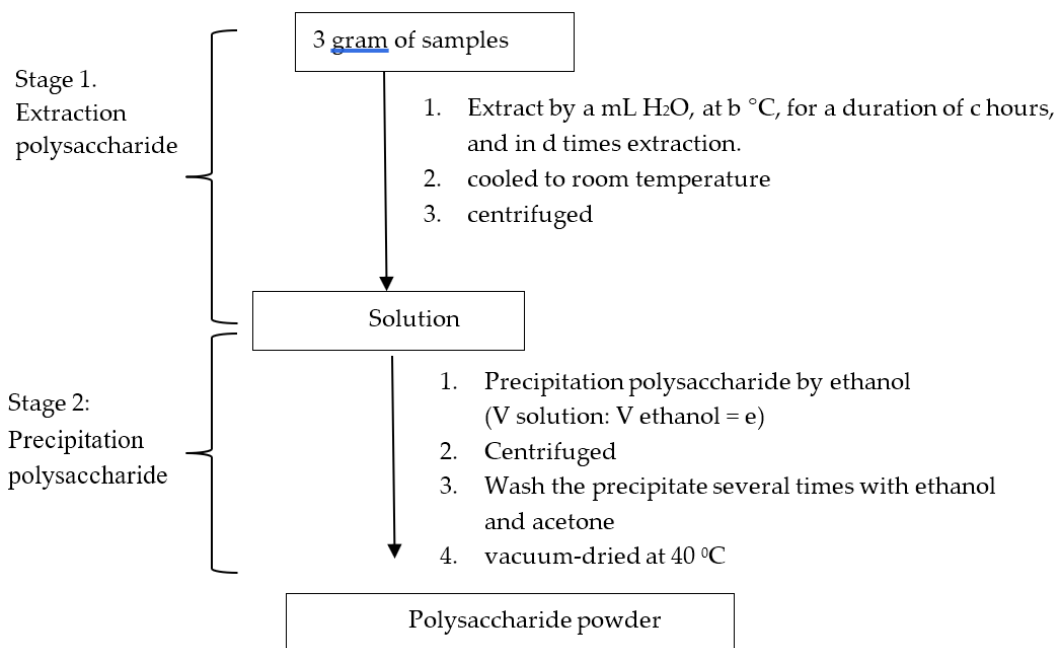 3 gram of samples
Stage 1.
Extraction
polysaccharide
1. Extract by a mL H₂O, at b °C, for a duration of c hours,
and in d times extraction.
2. cooled to room temperature
3. centrifuged
Solution
Stage 2:
Precipitation
polysaccharide
1. Precipitation polysaccharide by ethanol
(V solution: V ethanol = e)
2. Centrifuged
3. Wash the precipitate several times with ethanol
and acetone
4. vacuum-dried at 40 ⁰C
Polysaccharide powder